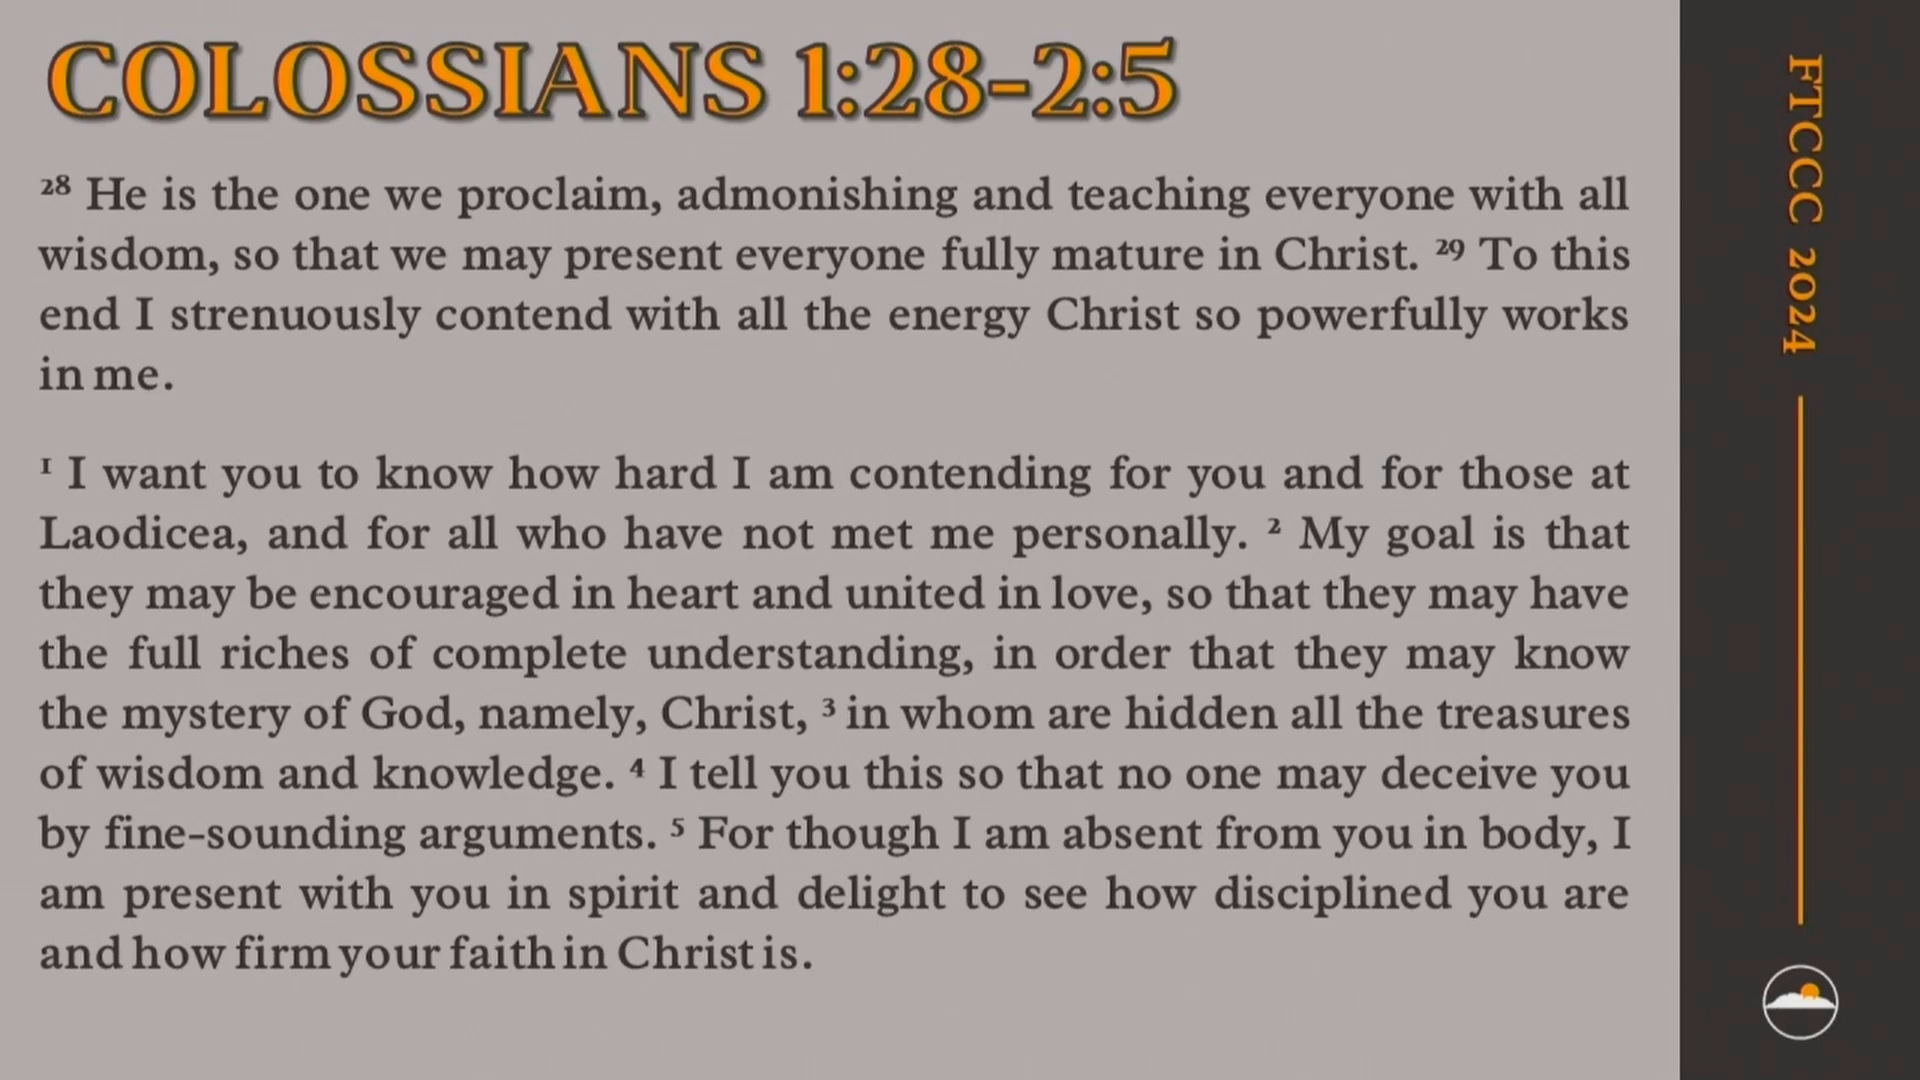 COLOSSIANS 1:28-2:5
²⁸ He is the one we proclaim, admonishing and teaching everyone with all
wisdom, so that we may present everyone fully mature in Christ. ²⁹ To this
end I strenuously contend with all the energy Christ so powerfully works
in me.
¹ I want you to know how hard I am contending for you and for those at
Laodicea, and for all who have not met me personally. ² My goal is that
they may be encouraged in heart and united in love, so that they may have
the full riches of complete understanding, in order that they may know
the mystery of God, namely, Christ, ³ in whom are hidden all the treasures
of wisdom and knowledge. ⁴ I tell you this so that no one may deceive you
by fine-sounding arguments. ⁵ For though I am absent from you in body, I
am present with you in spirit and delight to see how disciplined you are
and how firm your faith in Christ is.
FTCCC 2024